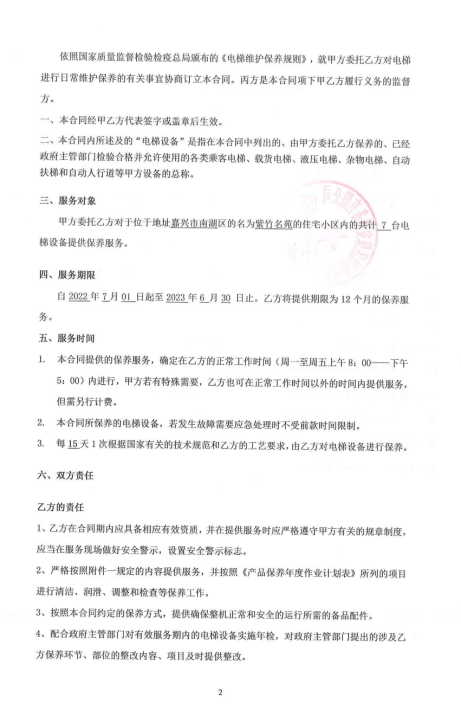 依照国家质量监督检验检疫总局颁布的《电梯维护保养规则》,就甲方委托乙方对电梯
进行日常维护保养的有关事宜协商订立本合同。丙方是本合同项下甲乙方履行义务的监督
方。
一、本合同经甲乙方代表签字或盖章后生效。
二、本合同内所述及的“电梯设备”是指在本合同中列出的、由甲方委托乙方保养的、已经
政府主管部门检验合格并允许使用的各类乘客电梯、载货电梯、液压电梯、杂物电梯、自动
扶梯和自动人行道等甲方设备的总称。
三、服务对象
甲方委托乙方对于位于地址嘉兴市南湖区的名为紫竹名苑的住宅小区内的共计 7 台电
梯设备提供保养服务。
四、服务期限
自 2022 年 7 月 01 日起至 2023 年 6 月 30 日止。乙方将提供期限为 12 个月的保养服
务。
五、服务时间
1. 本合同提供的保养服务,确定在乙方的正常工作时间(周一至周五上午 8:00——下午
5:00)内进行,甲方若有特殊需要,乙方也可在正常工作时间以外的时间内提供服务,
但需另行计费。
2. 本合同所保养的电梯设备,若发生故障需要应急处理时不受前款时间限制。
3. 每 15 天 1 次根据国家有关的技术规范和乙方的工艺要求,由乙方对电梯设备进行保养。
六、双方责任
乙方的责任
1、乙方在合同期内应具备相应有效资质,并在提供服务时应严格遵守甲方有关的规章制度,
应当在服务现场做好安全警示,设置安全警示标志。
2、严格按照附件一规定的内容提供服务,并按照《产品保养年度作业计划表》所列的项目
进行清洁、润滑、调整和检查等保养工作。
3、按照本合同约定的保养方式,提供确保整机正常和安全的运行所需的备品配件。
4、配合政府主管部门对有效服务期内的电梯设备实施年检,对政府主管部门提出的涉及乙
方保养环节、部位的整改内容、项目及时提供整改。
2